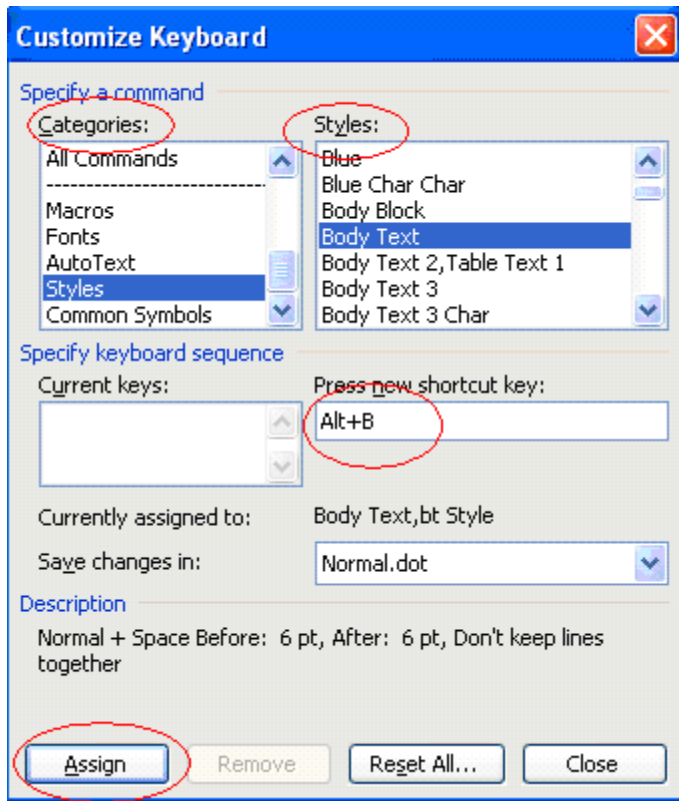 Customize Keyboard
Specify a command
Categories:
Styles:
All Commands
---------------------------
Macros
Fonts
AutoText
Styles
Common Symbols
Blue
Blue Char Char
Body Block
Body Text
Body Text 2,Table Text 1
Body Text 3
Body Text 3 Char
Specify keyboard sequence
Current keys:
Press new shortcut key:
Alt+B
Currently assigned to:
Body Text,bt Style
Save changes in:
Normal.dot
Description
Normal + Space Before: 6 pt, After: 6 pt, Don't keep lines
together
Assign
Remove
Reset All...
Close